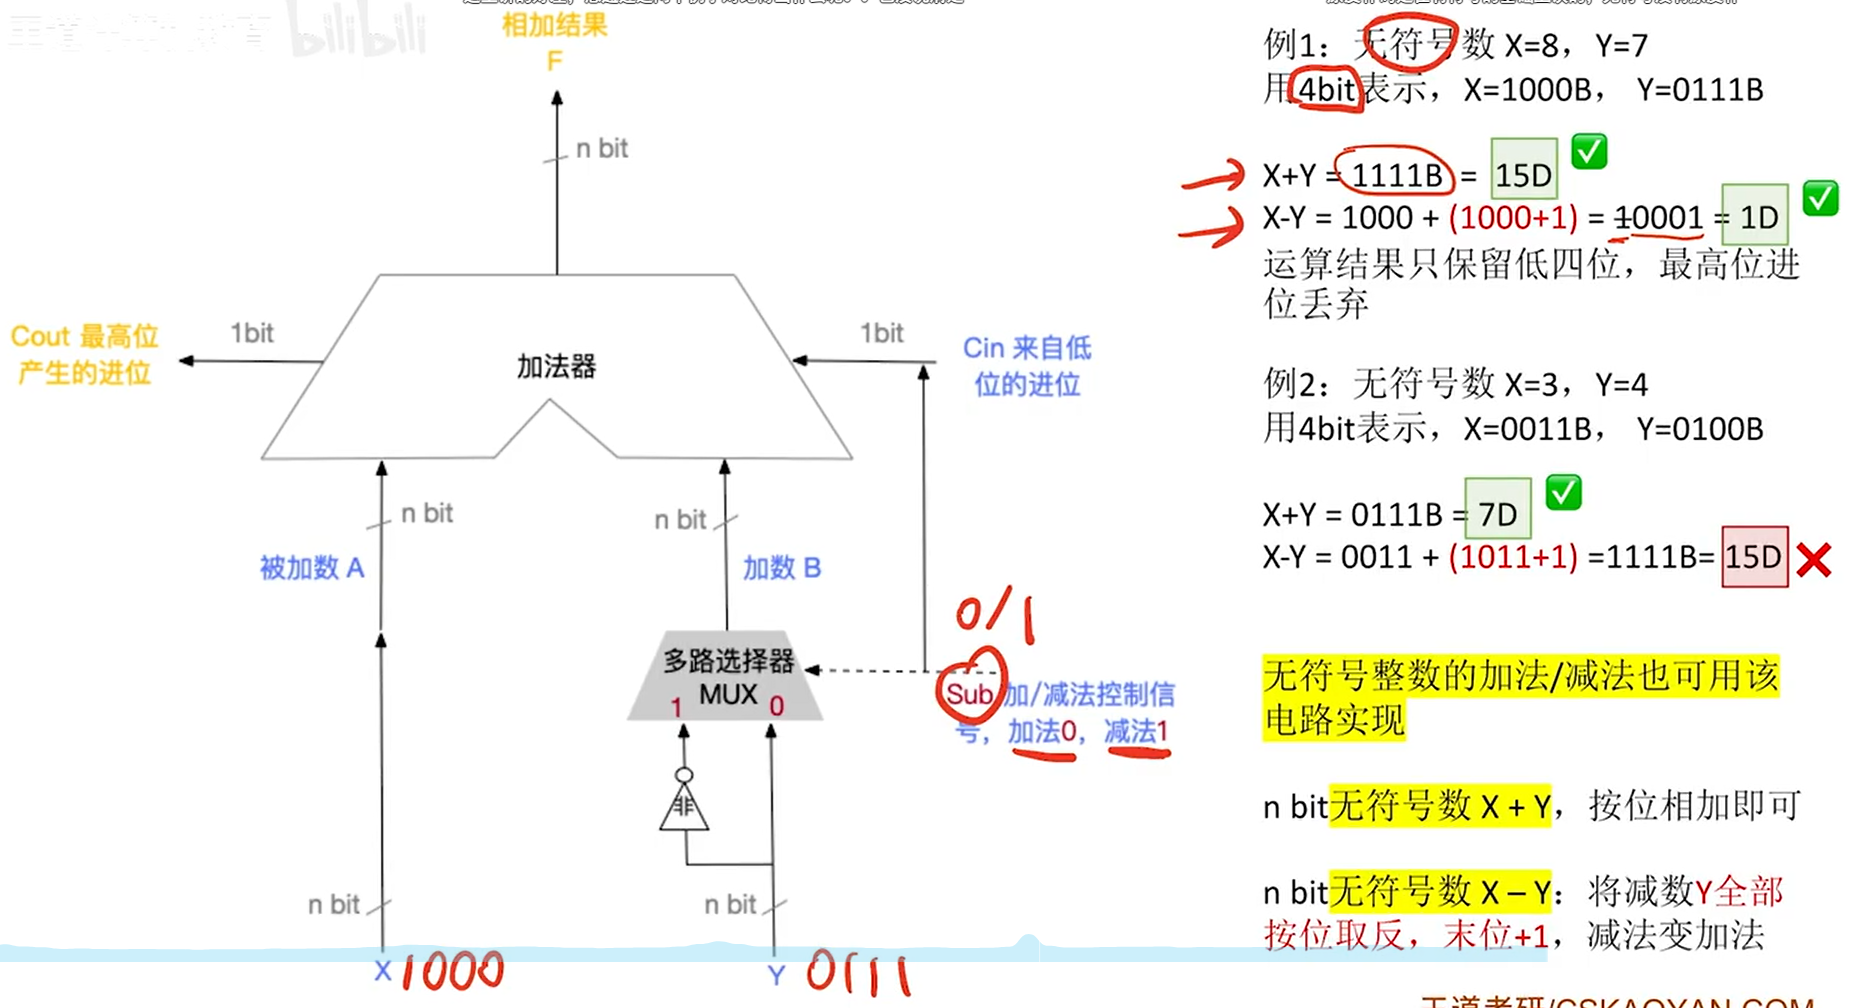 bilibili
相加结果
F
n bit
Cout 最高位
产生的进位
1bit
加法器
1bit
Cin 来自低
位的进位
n bit
n bit
被加数 A
加数 B
多路选择器
MUX
1 0
0/1
Sub 加/减法控制信
号，加法0，减法1
非
n bit
n bit
X 1000
Y 0111
例1：无符号数 X=8，Y=7
用4bit表示，X=1000B， Y=0111B
X+Y = 1111B = 15D
X-Y = 1000 + (1000+1) = 10001 = 1D
运算结果只保留低四位，最高位进
位丢弃
例2：无符号数 X=3，Y=4
用4bit表示，X=0011B， Y=0100B
X+Y = 0111B = 7D
X-Y = 0011 + (1011+1) =1111B= 15D
无符号整数的加法/减法也可用该
电路实现
n bit无符号数 X + Y，按位相加即可
n bit无符号数 X – Y：将减数Y全部
按位取反，末位+1，减法变加法
王道考研/CSKAOYAN.COM